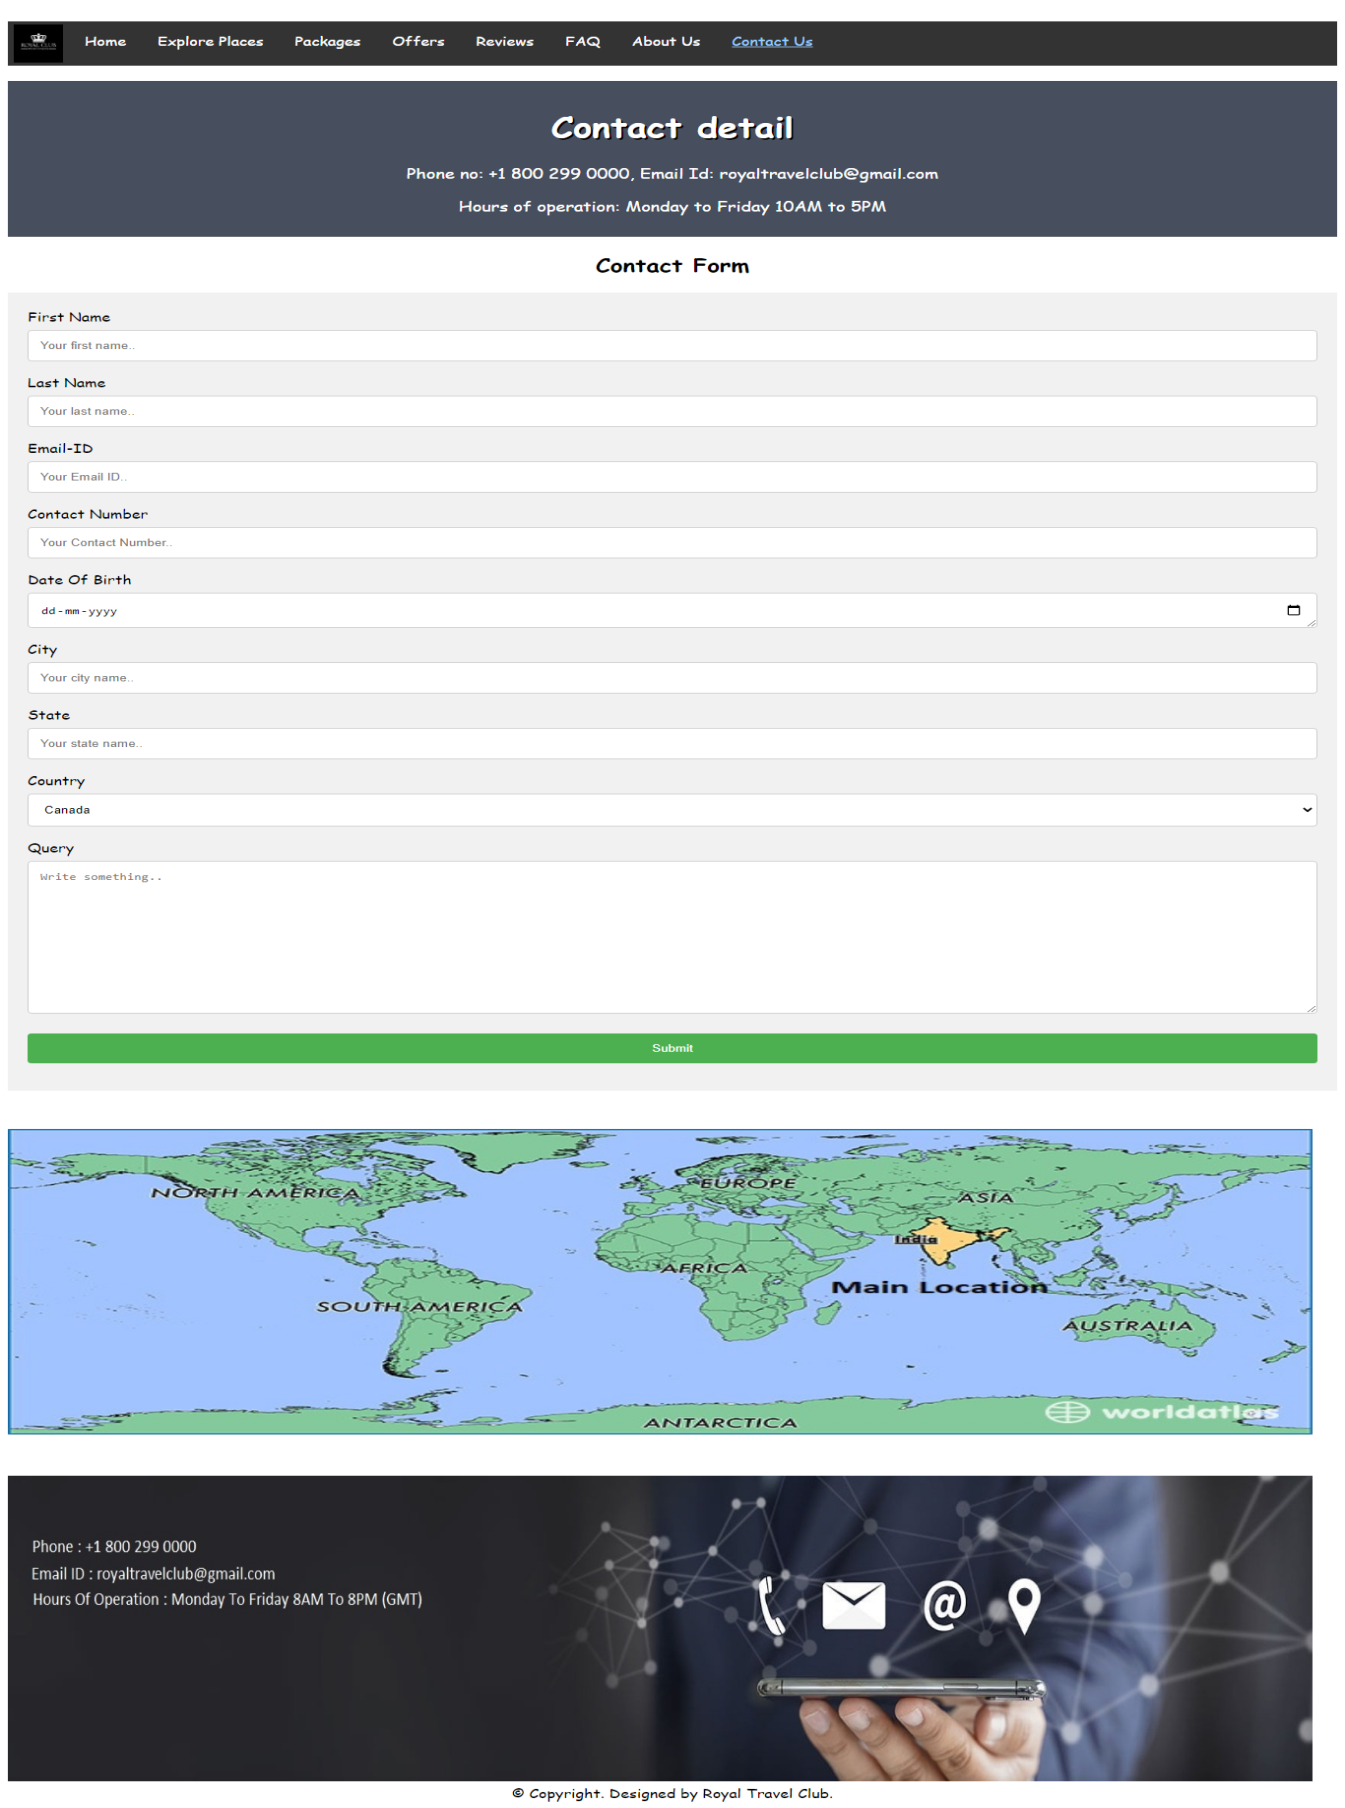 ROYAL CLUB
Home Explore Places Packages Offers Reviews FAQ About Us Contact Us
Contact detail
Phone no: +1 800 299 0000, Email Id: royaltravelclub@gmail.com
Hours of operation: Monday to Friday 10AM to 5PM
Contact Form
First Name
Your first name..
Last Name
Your last name..
Email-ID
Your Email ID..
Contact Number
Your Contact Number..
Date Of Birth
dd-mm-yyyy
City
Your city name..
State
Your state name..
Country
Canada
Query
Write something..
Submit
NORTH AMERICA
EUROPE
ASIA
India
AFRICA
Main Location
SOUTH AMERICA
AUSTRALIA
ANTARCTICA
worldatlas
Phone : +1 800 299 0000
Email ID : royaltravelclub@gmail.com
Hours Of Operation : Monday To Friday 8AM To 8PM (GMT)
@
© Copyright. Designed by Royal Travel Club.